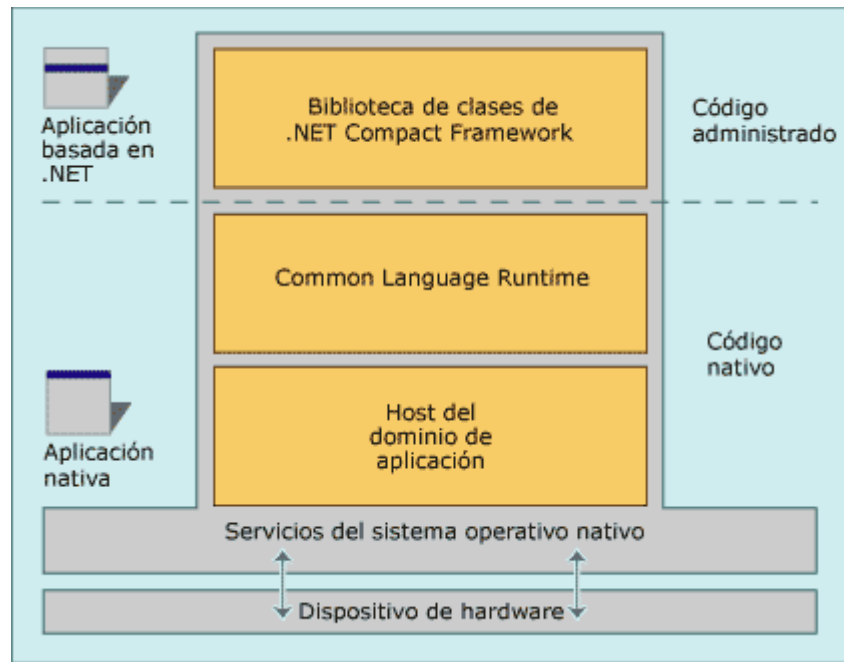 Aplicación
basada en
.NET
Biblioteca de clases de
.NET Compact Framework
Código
administrado
Common Language Runtime
Código
nativo
Aplicación
nativa
Host del
dominio de
aplicación
Servicios del sistema operativo nativo
Dispositivo de hardware